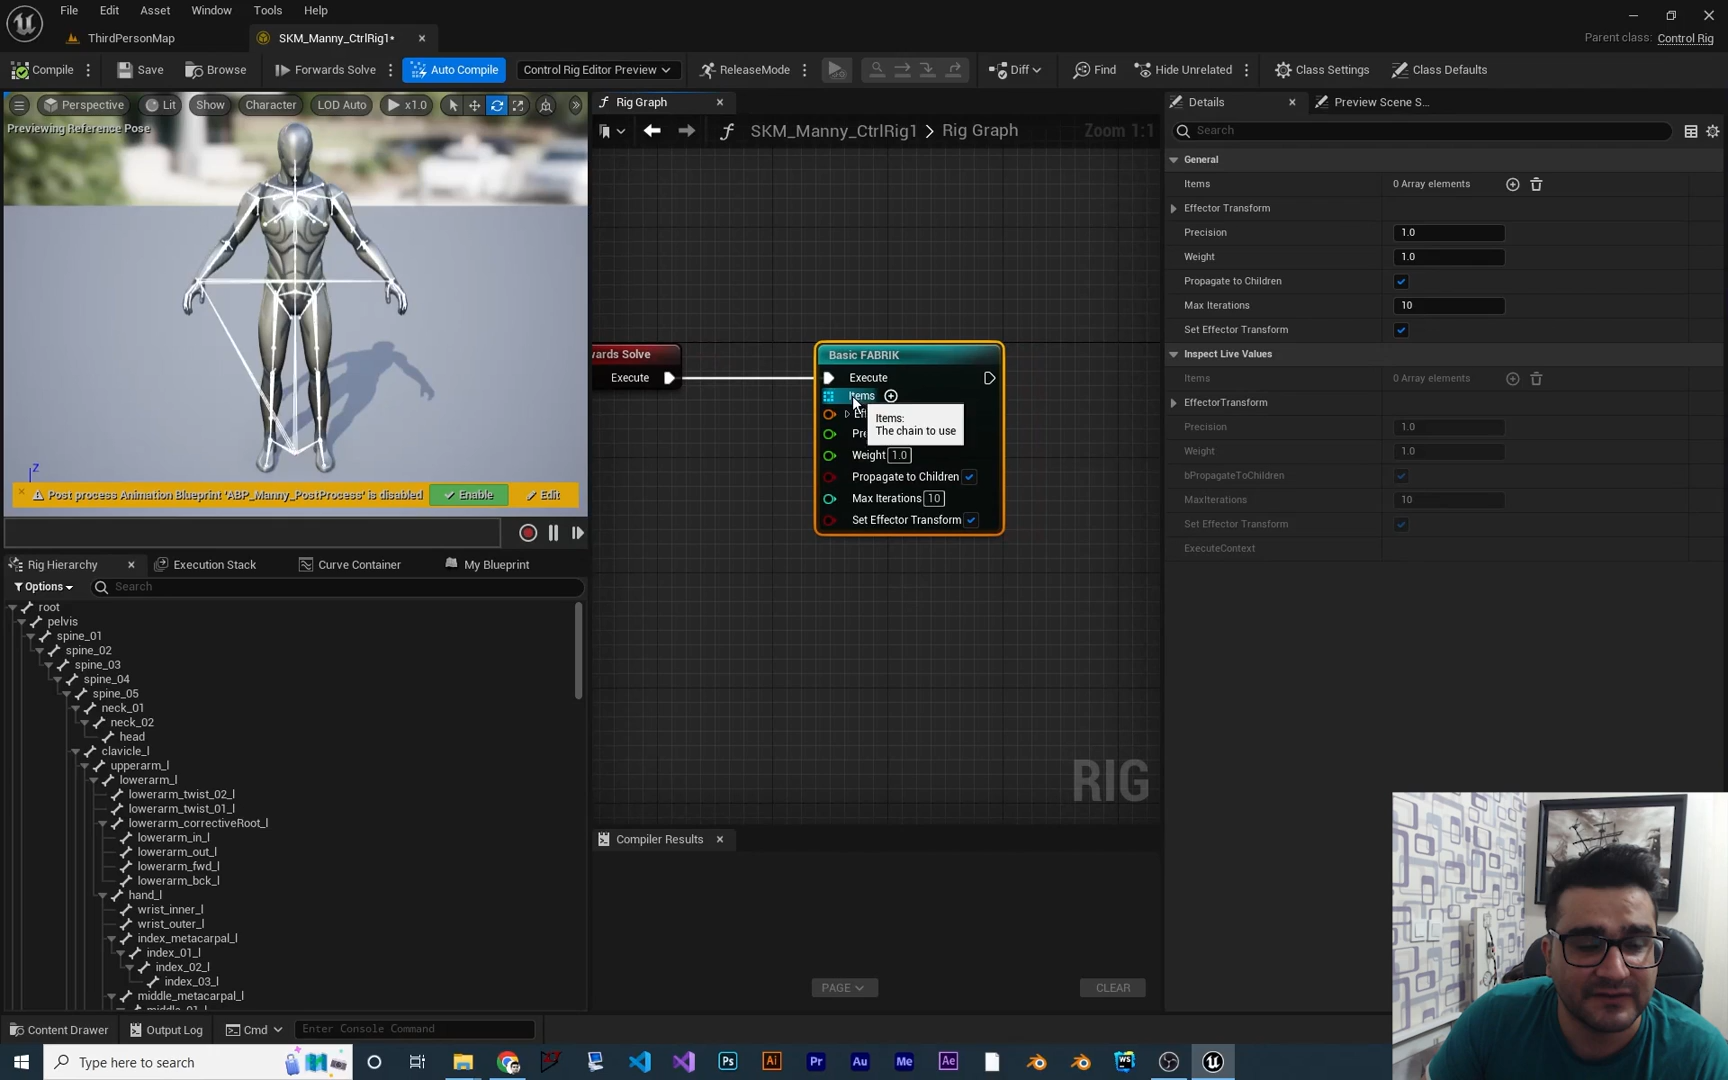 File Edit Asset Window Tools Help
ThirdPersonMap
SKM_Manny_CtrlRig1*
Parent class: Control Rig
Compile Save Browse Forwards Solve Auto Compile Control Rig Editor Preview ReleaseMode Diff Find Hide Unrelated Class Settings Class Defaults
Perspective Lit Show Character LOD Auto x1.0
Previewing Reference Pose
Z
Post process Animation Blueprint 'ABP_Manny_PostProcess' is disabled Enable Edit
Rig Hierarchy Execution Stack Curve Container My Blueprint
Options Search
root
pelvis
spine_01
spine_02
spine_03
spine_04
spine_05
neck_01
neck_02
head
clavicle_l
upperarm_l
lowerarm_l
lowerarm_twist_02_l
lowerarm_twist_01_l
lowerarm_correctiveRoot_l
lowerarm_in_l
lowerarm_out_l
lowerarm_fwd_l
lowerarm_bck_l
hand_l
wrist_inner_l
wrist_outer_l
index_metacarpal_l
index_01_l
index_02_l
index_03_l
middle_metacarpal_l
Rig Graph
SKM_Manny_CtrlRig1 > Rig Graph Zoom 1:1
wards Solve
Execute
Basic FABRIK
Execute
Items
Items:
The chain to use
Eff
Pre
Weight 1.0
Propagate to Children
Max Iterations 10
Set Effector Transform
RIG
Compiler Results
PAGE CLEAR
Details Preview Scene S...
Search
General
Items 0 Array elements
Effector Transform
Precision 1.0
Weight 1.0
Propagate to Children
Max Iterations 10
Set Effector Transform
Inspect Live Values
Items 0 Array elements
EffectorTransform
Precision 1.0
Weight 1.0
bPropagateToChildren
MaxIterations 10
Set Effector Transform
ExecuteContext
Content Drawer Output Log Cmd Enter Console Command
Type here to search
Ps Ai Pr Au Me Ae WS